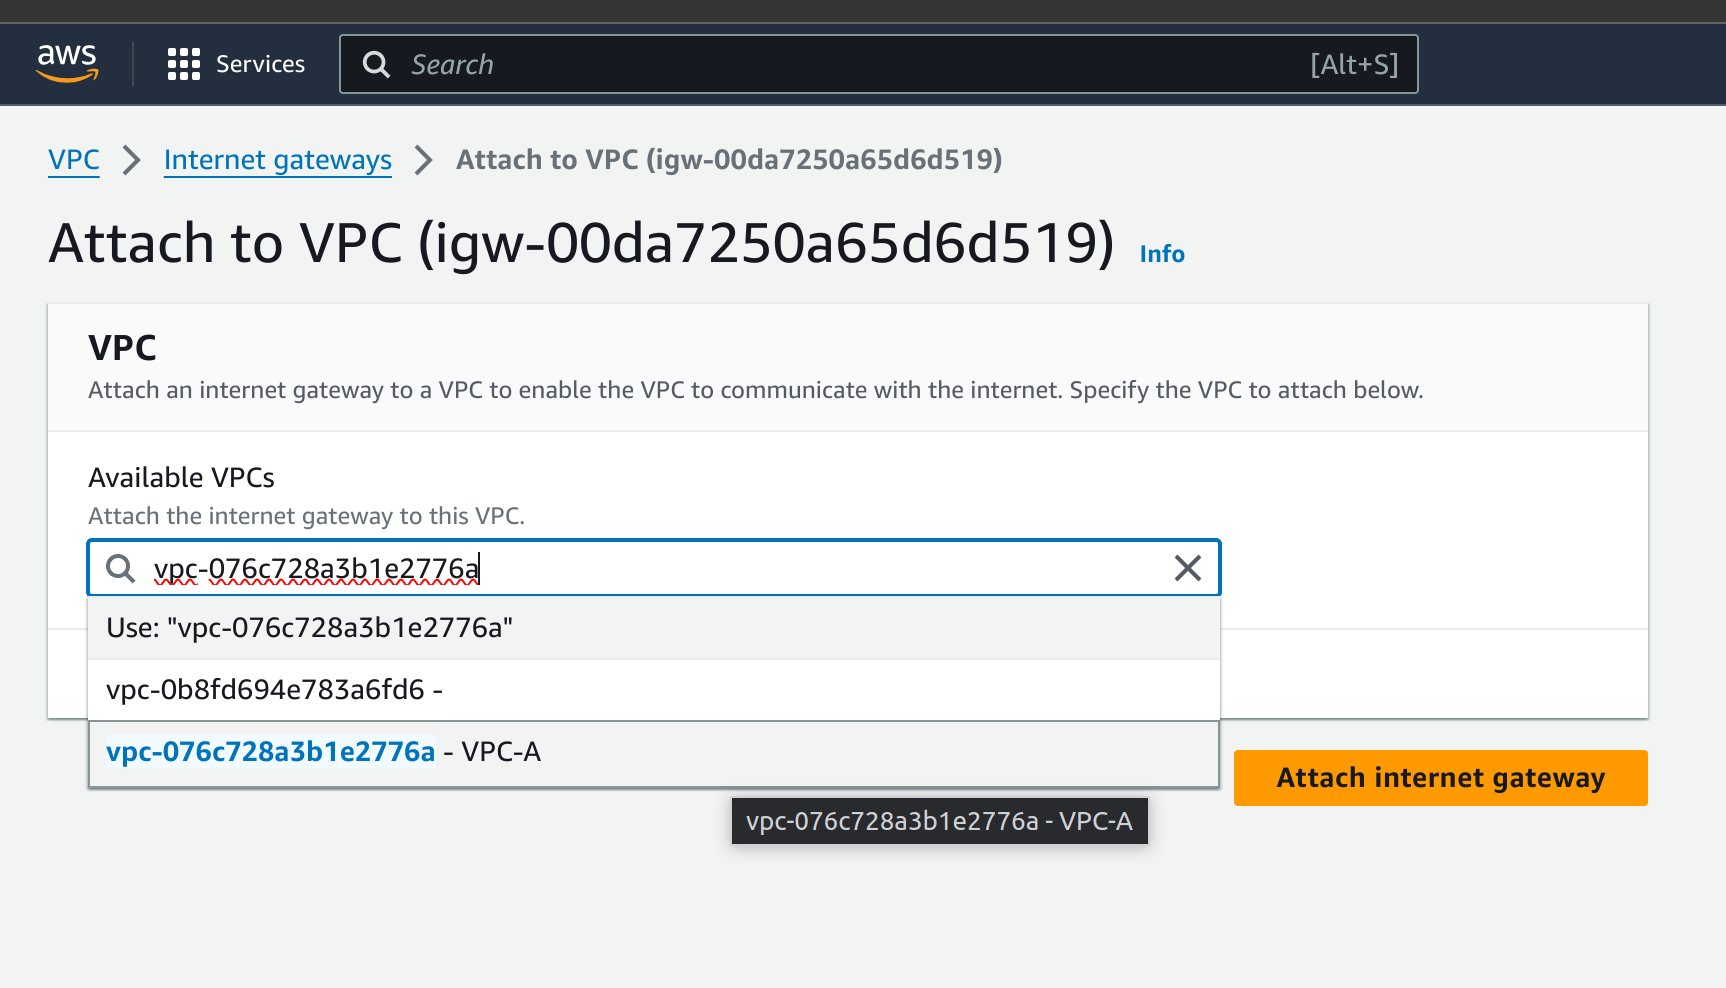 aws Services Search [Alt+S]
VPC Internet gateways Attach to VPC (igw-00da7250a65d6d519)
Attach to VPC (igw-00da7250a65d6d519) Info
VPC
Attach an internet gateway to a VPC to enable the VPC to communicate with the internet. Specify the VPC to attach below.
Available VPCs
Attach the internet gateway to this VPC.
vpc-076c728a3b1e2776a
Use: "vpc-076c728a3b1e2776a"
vpc-0b8fd694e783a6fd6 -
vpc-076c728a3b1e2776a - VPC-A
Attach internet gateway
vpc-076c728a3b1e2776a - VPC-A